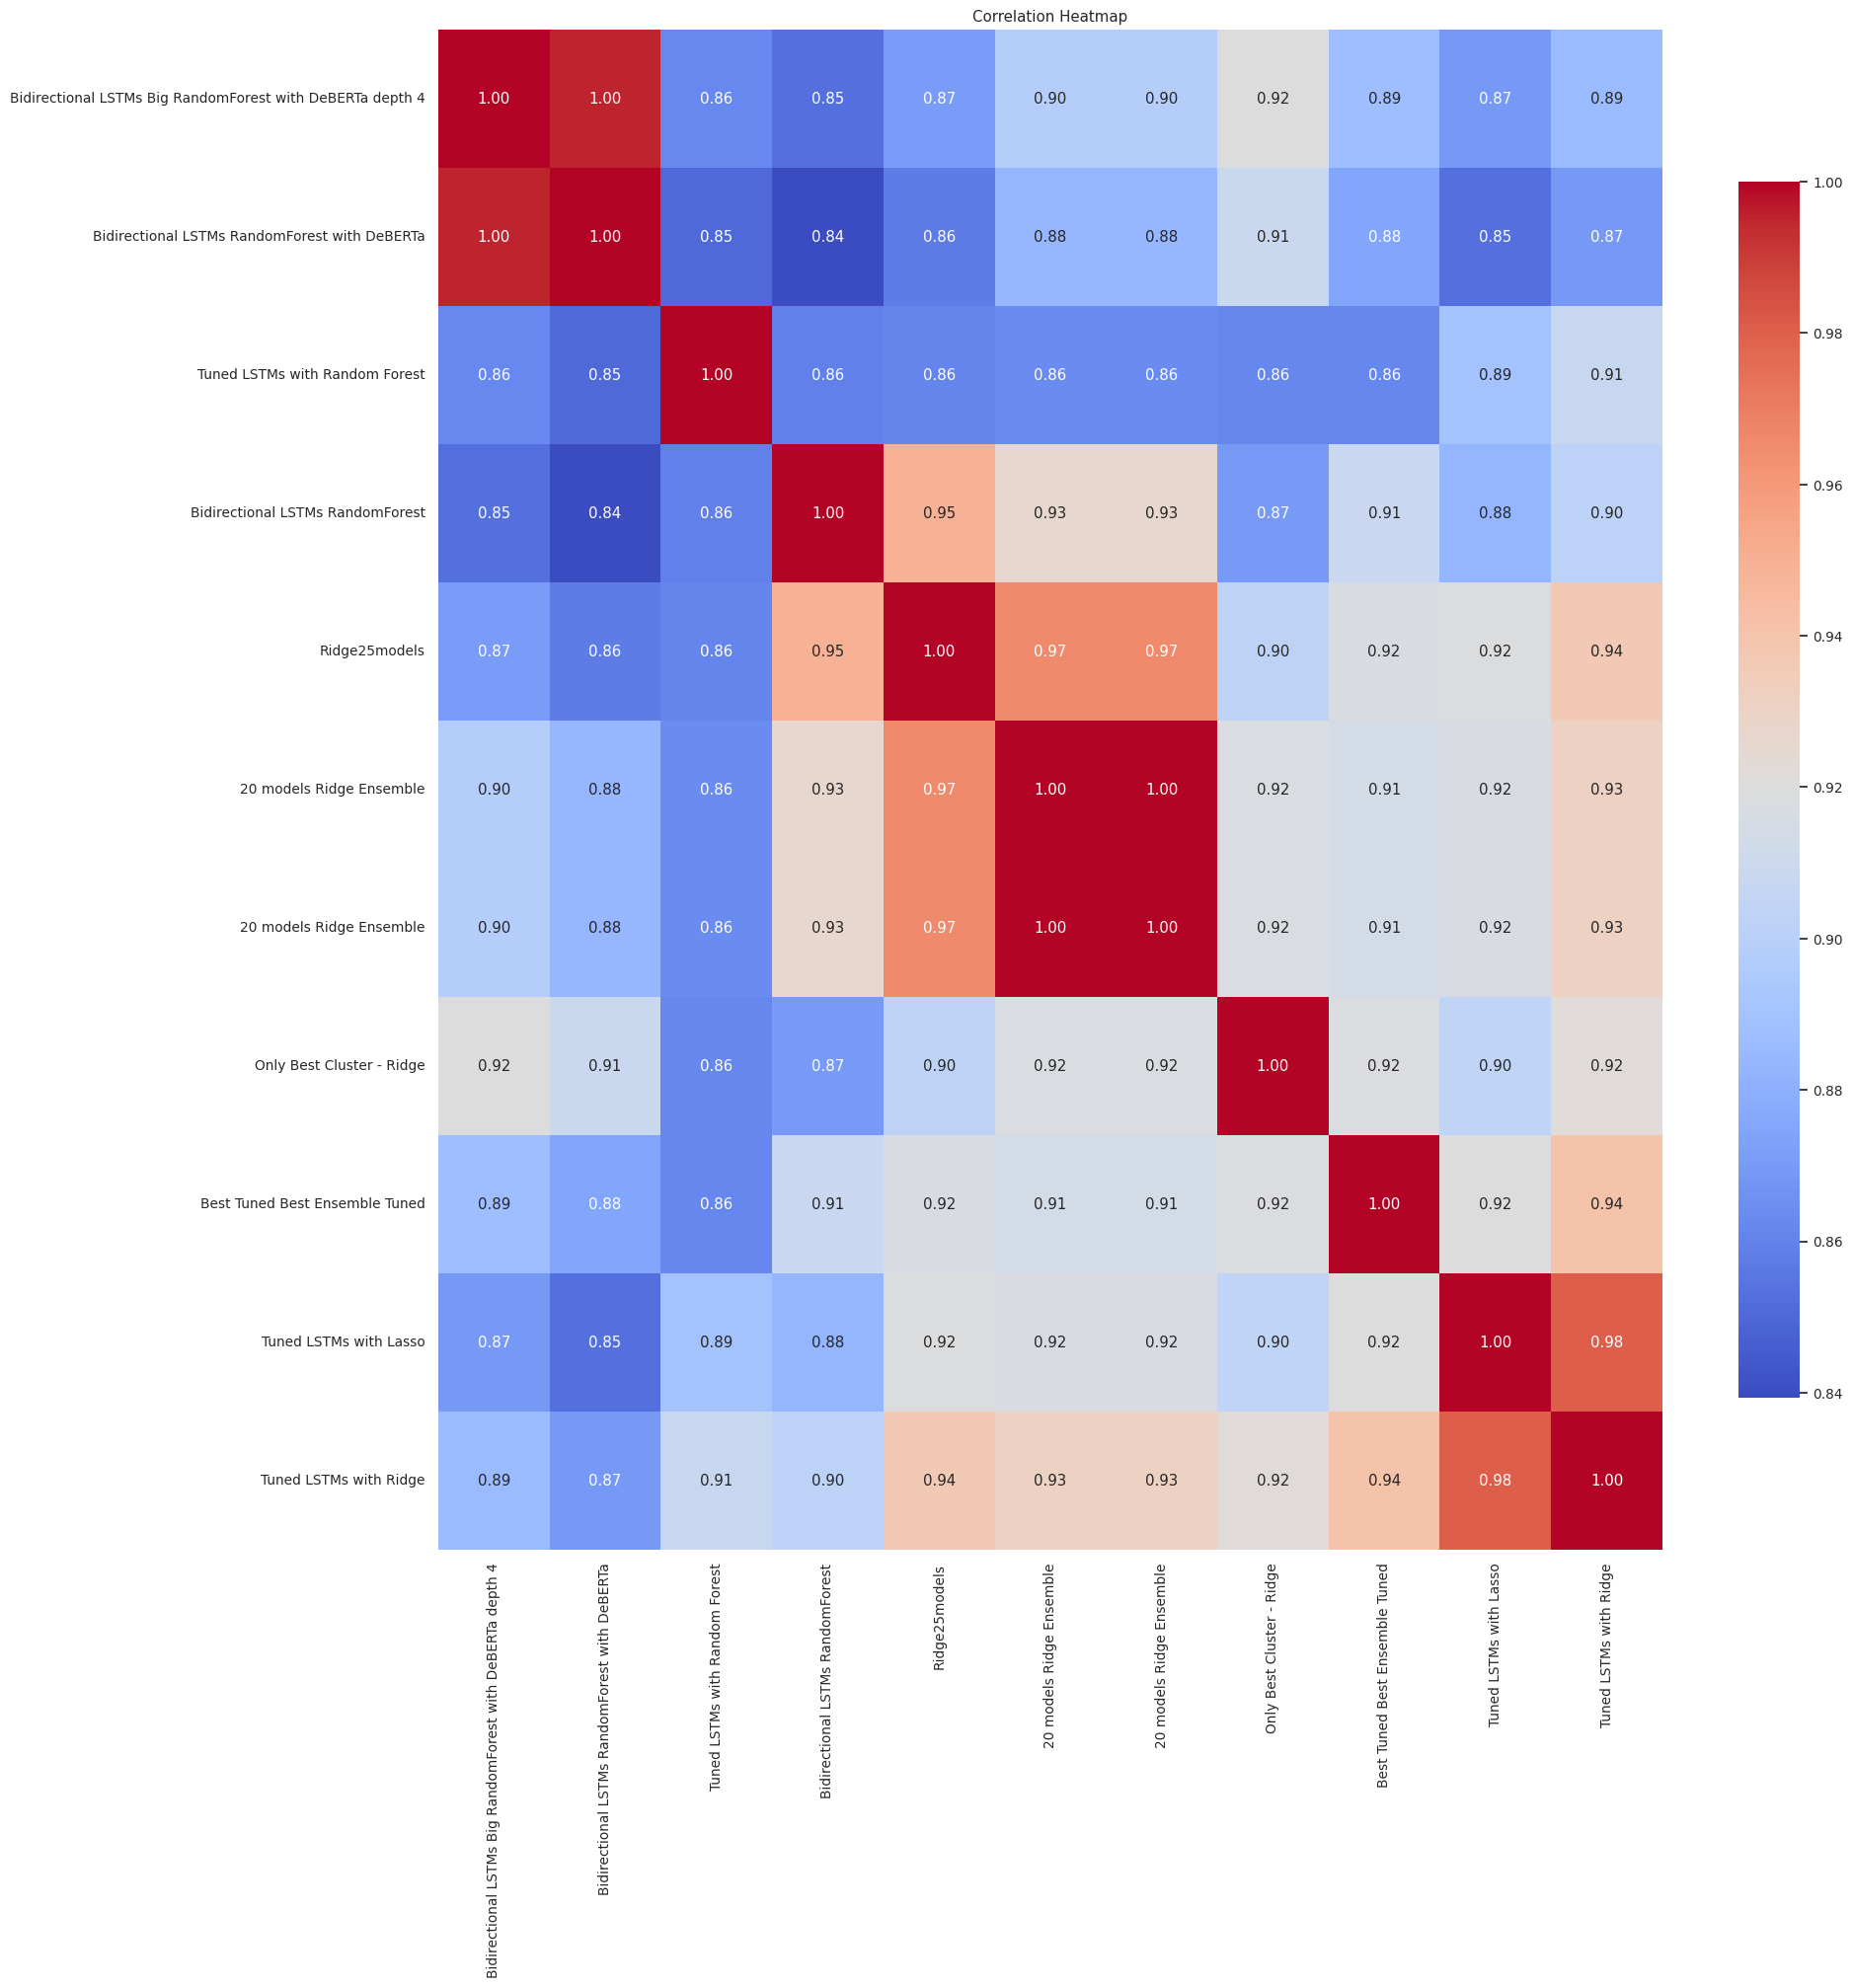 Correlation Heatmap
Bidirectional LSTMs Big RandomForest with DeBERTa depth 4
1.00 1.00 0.86 0.85 0.87 0.90 0.90 0.92 0.89 0.87 0.89
Bidirectional LSTMs RandomForest with DeBERTa
1.00 1.00 0.85 0.84 0.86 0.88 0.88 0.91 0.88 0.85 0.87
Tuned LSTMs with Random Forest
0.86 0.85 1.00 0.86 0.86 0.86 0.86 0.86 0.86 0.89 0.91
Bidirectional LSTMs RandomForest
0.85 0.84 0.86 1.00 0.95 0.93 0.93 0.87 0.91 0.88 0.90
Ridge25models
0.87 0.86 0.86 0.95 1.00 0.97 0.97 0.90 0.92 0.92 0.94
20 models Ridge Ensemble
0.90 0.88 0.86 0.93 0.97 1.00 1.00 0.92 0.91 0.92 0.93
20 models Ridge Ensemble
0.90 0.88 0.86 0.93 0.97 1.00 1.00 0.92 0.91 0.92 0.93
Only Best Cluster - Ridge
0.92 0.91 0.86 0.87 0.90 0.92 0.92 1.00 0.92 0.90 0.92
Best Tuned Best Ensemble Tuned
0.89 0.88 0.86 0.91 0.92 0.91 0.91 0.92 1.00 0.92 0.94
Tuned LSTMs with Lasso
0.87 0.85 0.89 0.88 0.92 0.92 0.92 0.90 0.92 1.00 0.98
Tuned LSTMs with Ridge
0.89 0.87 0.91 0.90 0.94 0.93 0.93 0.92 0.94 0.98 1.00
Bidirectional LSTMs Big RandomForest with DeBERTa depth 4
Bidirectional LSTMs RandomForest with DeBERTa
Tuned LSTMs with Random Forest
Bidirectional LSTMs RandomForest
Ridge25models
20 models Ridge Ensemble
20 models Ridge Ensemble
Only Best Cluster - Ridge
Best Tuned Best Ensemble Tuned
Tuned LSTMs with Lasso
Tuned LSTMs with Ridge
1.00
0.98
0.96
0.94
0.92
0.90
0.88
0.86
0.84